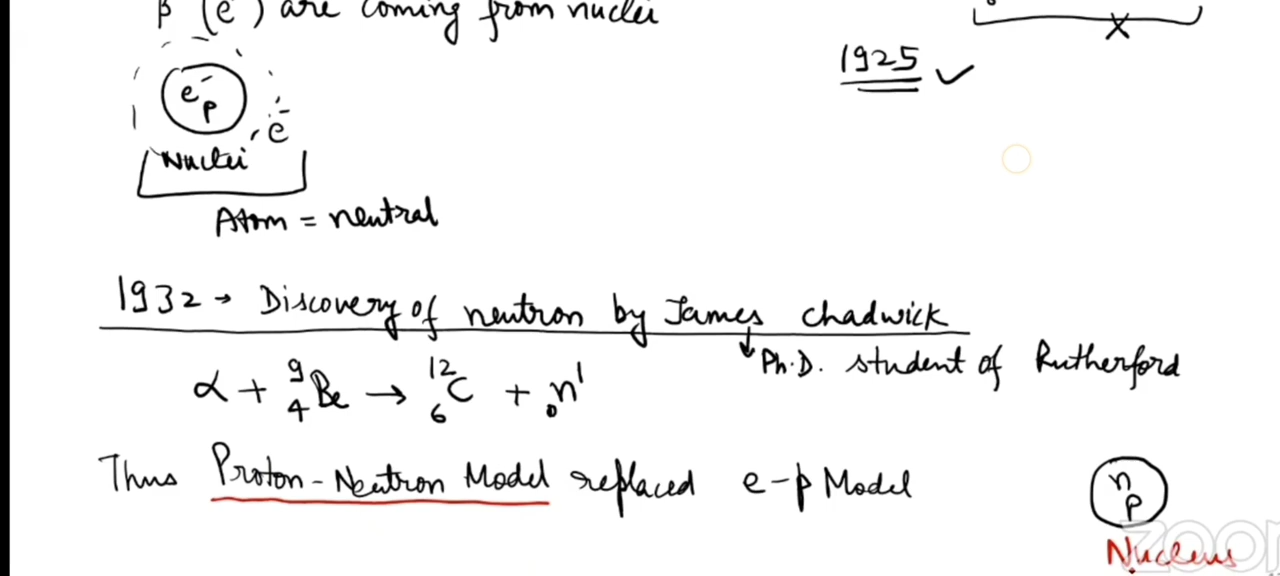 β (e⁻) are coming from nuclei
1925 ✓
e⁻
p
e⁻
Nuclei
Atom = neutral
1932 → Discovery of neutron by James Chadwick
↓ Ph.D. student of Rutherford
α + ⁹₄Be → ¹²₆C + ₀n¹
Thus Proton-Neutron Model replaced e-p Model
n
p
zoom
Nucleus